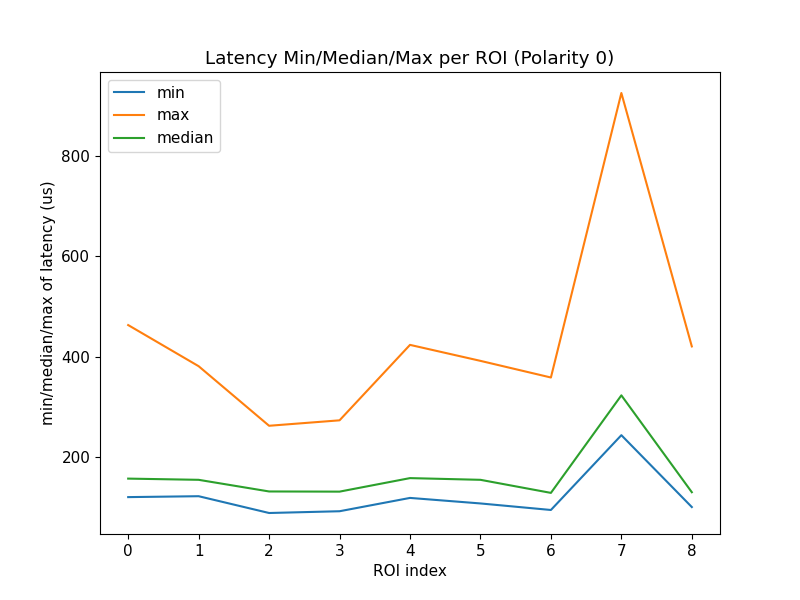 Latency Min/Median/Max per ROI (Polarity 0)
min
max
median
800
600
400
200
min/median/max of latency (us)
0 1 2 3 4 5 6 7 8
ROI index